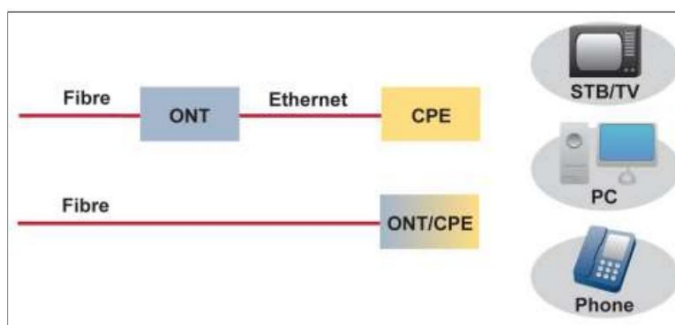 Fibre
ONT
Ethernet
CPE
STB/TV
PC
Fibre
ONT/CPE
Phone